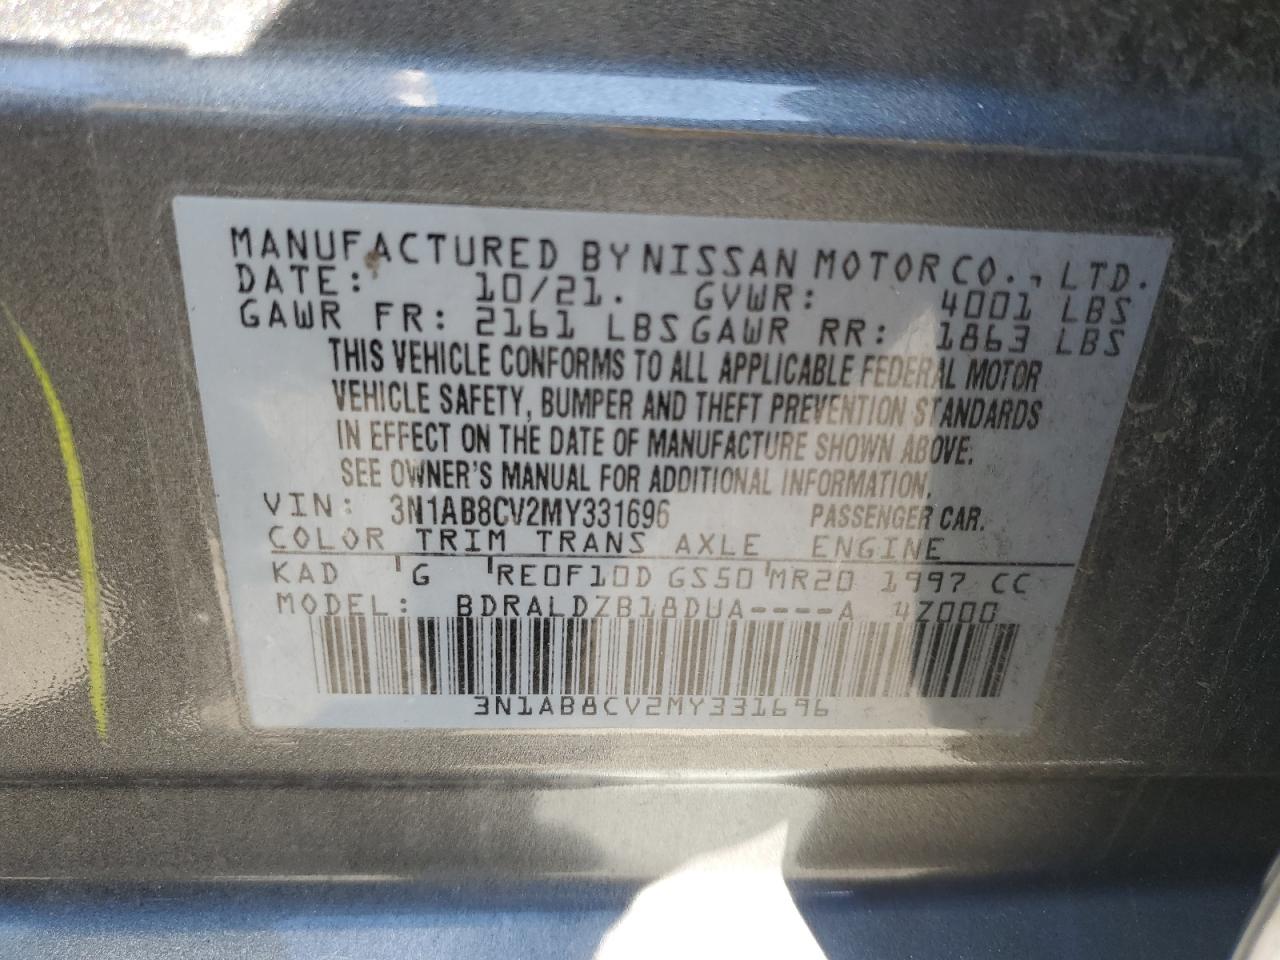 MANUFACTURED BY NISSAN MOTOR CO., LTD.
DATE: 10/21. GVWR: 4001 LBS
GAWR FR: 2161 LBS GAWR RR: 1863 LBS
THIS VEHICLE CONFORMS TO ALL APPLICABLE FEDERAL MOTOR
VEHICLE SAFETY, BUMPER AND THEFT PREVENTION STANDARDS
IN EFFECT ON THE DATE OF MANUFACTURE SHOWN ABOVE.
SEE OWNER'S MANUAL FOR ADDITIONAL INFORMATION.
VIN: 3N1AB8CV2MY331696 PASSENGER CAR.
COLOR TRIM TRANS AXLE ENGINE
KAD 'G 'RE0F10D GS50'MR20 1997 CC
MODEL: BDRALDZB18DUA----A 4Z000
3N1AB8CV2MY331696